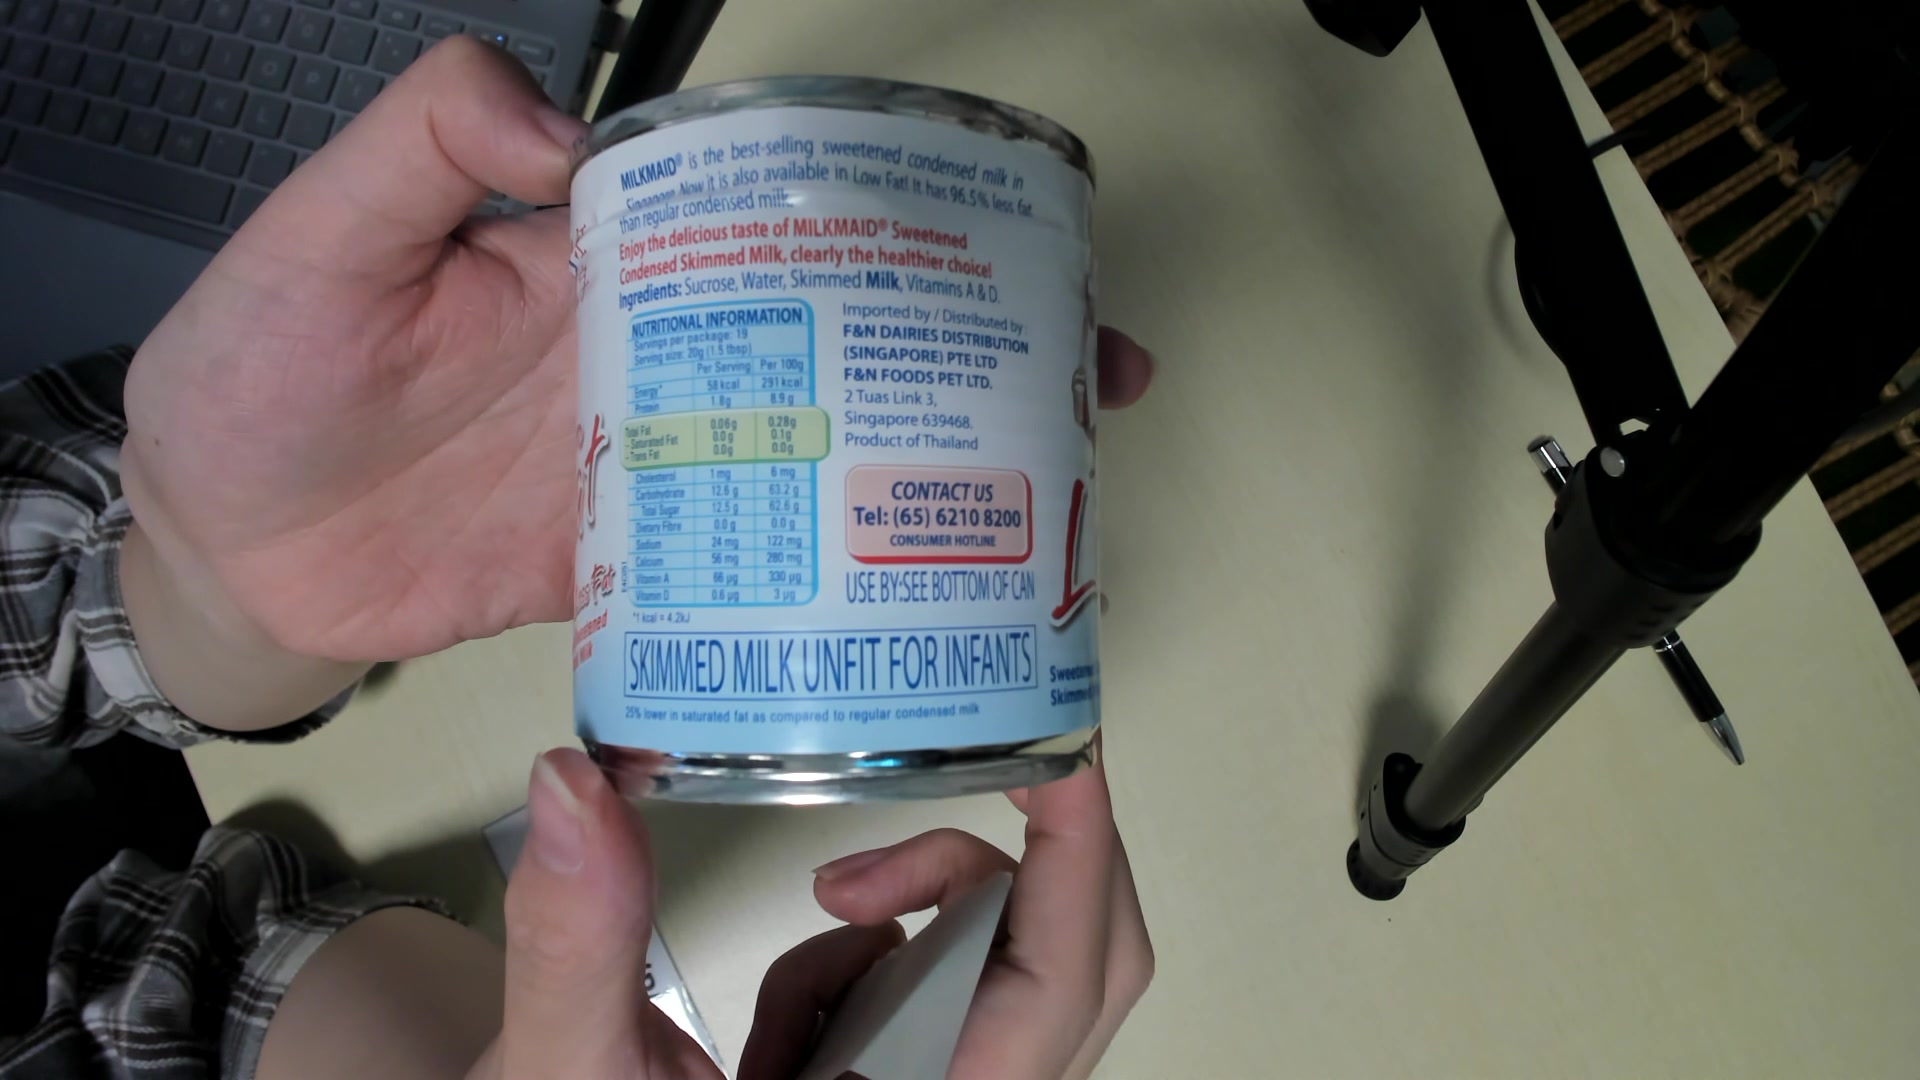 MILKMAID® is the best-selling sweetened condensed milk in
Singapore. Now it is also available in Low Fat! It has 96.5% less fat
than regular condensed milk.
Enjoy the delicious taste of MILKMAID® Sweetened
Condensed Skimmed Milk, clearly the healthier choice!
Ingredients: Sucrose, Water, Skimmed Milk, Vitamins A & D.
NUTRITIONAL INFORMATION
Servings per package: 19
Serving size: 20g (1.5 tbsp)
Per Serving Per 100g
Energy* 58 kcal 291 kcal
Protein 1.8g 8.9 g
Total Fat 0.06g 0.28g
- Saturated Fat 0.0g 0.1g
- Trans Fat 0.0g 0.0g
Cholesterol 1 mg 6 mg
Carbohydrate 12.6 g 63.2 g
Total Sugar 12.5 g 62.6 g
Dietary Fibre 0.0 g 0.0 g
Sodium 24 mg 122 mg
Calcium 56 mg 280 mg
Vitamin A 66 µg 330 µg
Vitamin D 0.6 µg 3 µg
*1 kcal = 4.2kJ
Imported by / Distributed by:
F&N DAIRIES DISTRIBUTION
(SINGAPORE) PTE LTD
F&N FOODS PET LTD.
2 Tuas Link 3,
Singapore 639468.
Product of Thailand
CONTACT US
Tel: (65) 6210 8200
CONSUMER HOTLINE
USE BY:SEE BOTTOM OF CAN
SKIMMED MILK UNFIT FOR INFANTS
25% lower in saturated fat as compared to regular condensed milk